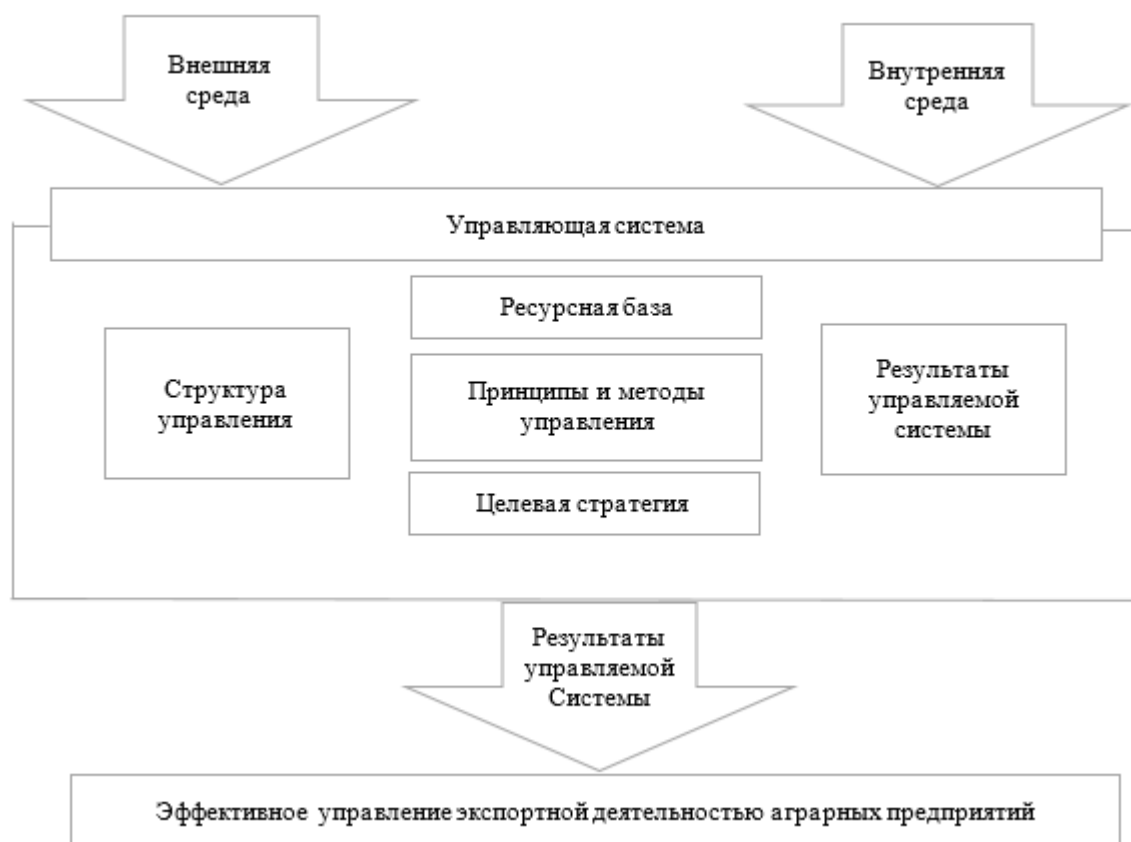 Внешняя
среда
Внутренняя
среда
Управляющая система
Ресурсная база
Структура
управления
Принципы и методы
управления
Результаты
управляемой
системы
Целевая стратегия
Результаты
управляемой
Системы
Эффективное управление экспортной деятельностью аграрных предприятий